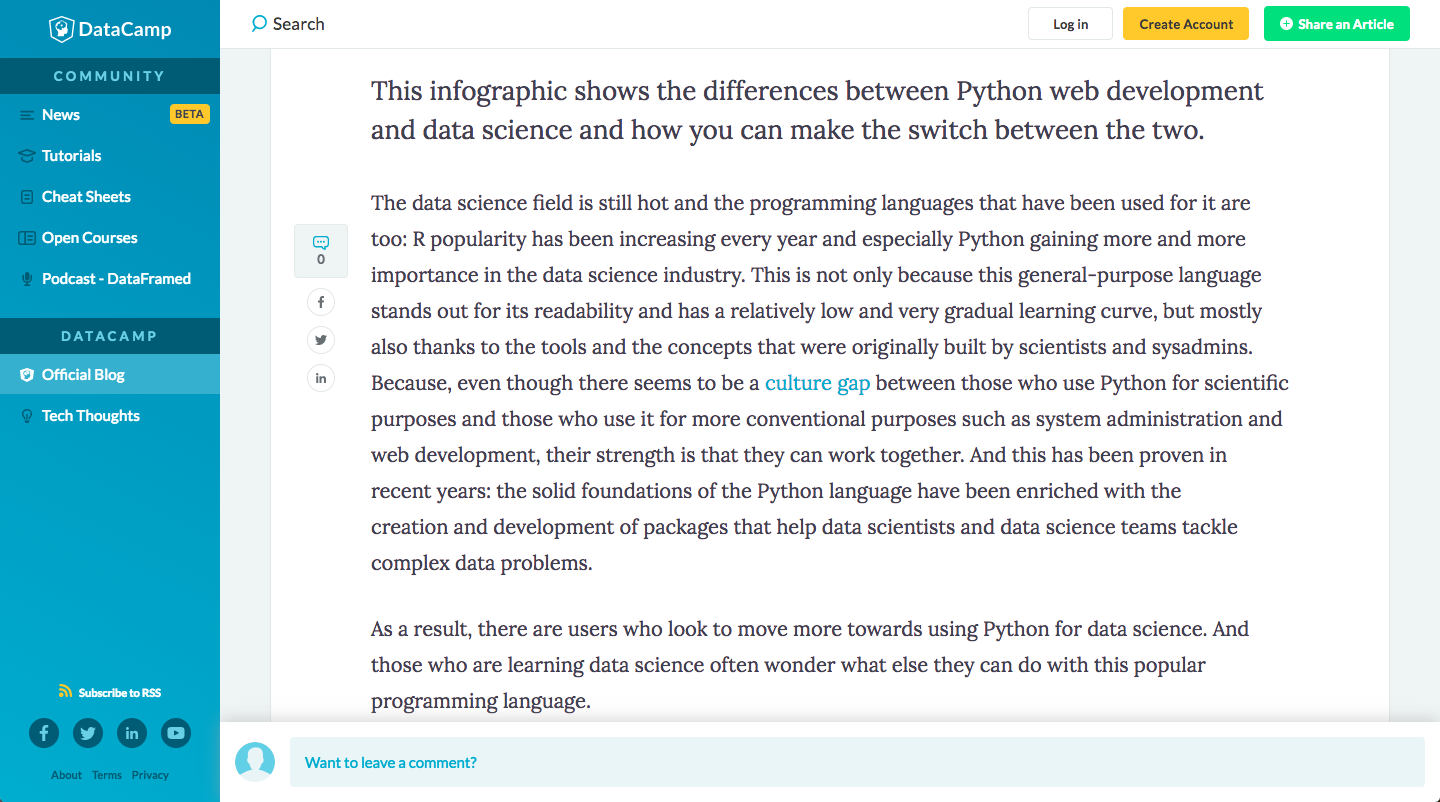 DataCamp
COMMUNITY
News
BETA
Tutorials
Cheat Sheets
Open Courses
Podcast - DataFramed
DATACAMP
Official Blog
Tech Thoughts
Subscribe to RSS
About Terms Privacy
Search
Log in
Create Account
Share an Article
This infographic shows the differences between Python web development
and data science and how you can make the switch between the two.
0
The data science field is still hot and the programming languages that have been used for it are
too: R popularity has been increasing every year and especially Python gaining more and more
importance in the data science industry. This is not only because this general-purpose language
stands out for its readability and has a relatively low and very gradual learning curve, but mostly
also thanks to the tools and the concepts that were originally built by scientists and sysadmins.
Because, even though there seems to be a culture gap between those who use Python for scientific
purposes and those who use it for more conventional purposes such as system administration and
web development, their strength is that they can work together. And this has been proven in
recent years: the solid foundations of the Python language have been enriched with the
creation and development of packages that help data scientists and data science teams tackle
complex data problems.
As a result, there are users who look to move more towards using Python for data science. And
those who are learning data science often wonder what else they can do with this popular
programming language.
Want to leave a comment?